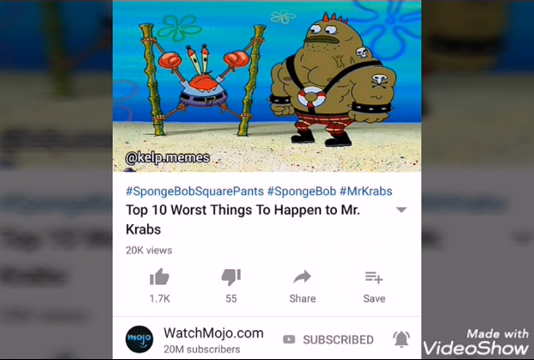 @kelp.memes
#SpongeBobSquarePants #SpongeBob #MrKrabs
Top 10 Worst Things To Happen to Mr.
Krabs
20K views
1.7K
55
Share
Save
mojo
WatchMojo.com
20M subscribers
SUBSCRIBED
Made with
VideoShow